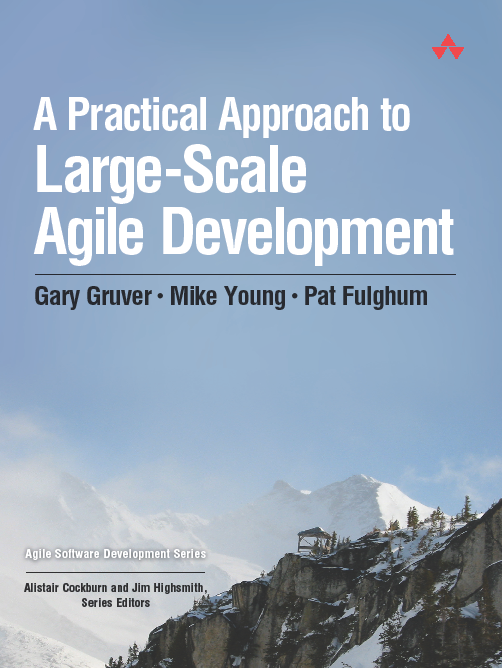 A Practical Approach to
Large-Scale
Agile Development
Gary Gruver • Mike Young • Pat Fulghum
Agile Software Development Series
Alistair Cockburn and Jim Highsmith,
Series Editors